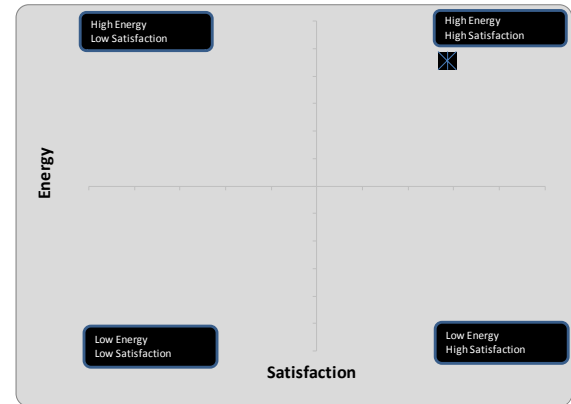 High Energy
Low Satisfaction
High Energy
High Satisfaction
Energy
Low Energy
Low Satisfaction
Low Energy
High Satisfaction
Satisfaction